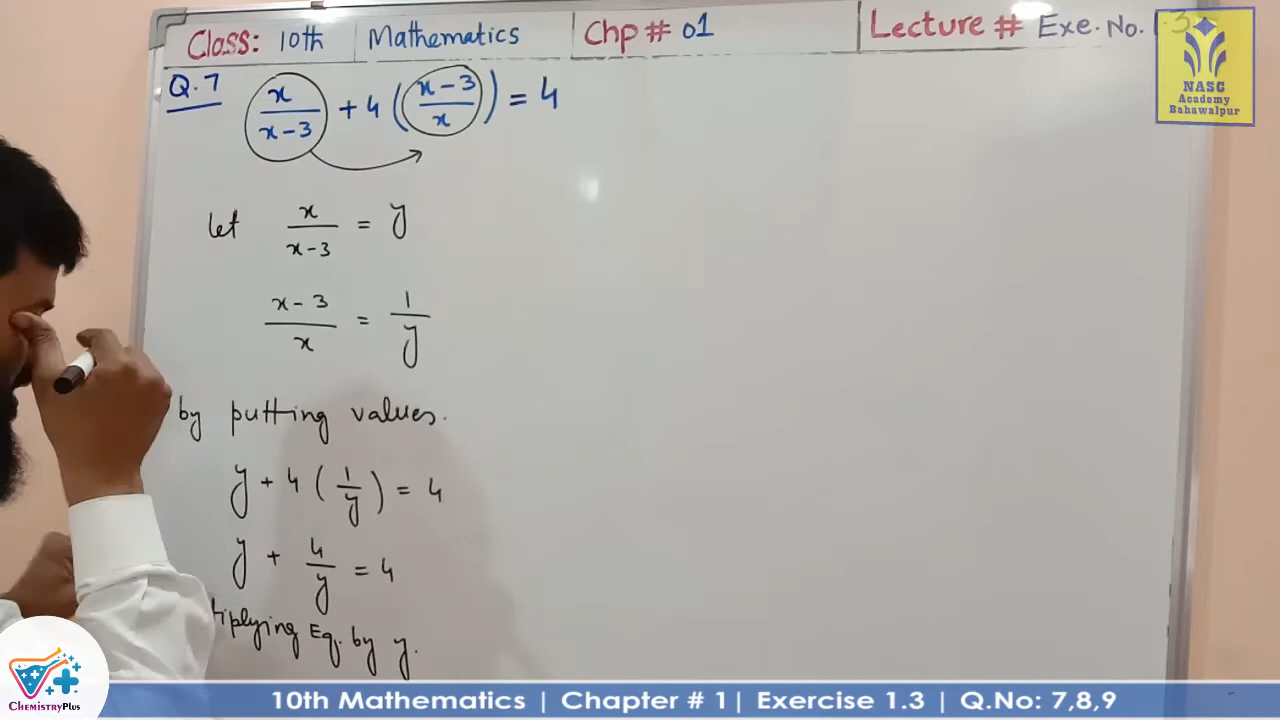 Class: 10th Mathematics Chp # 01 Lecture # Exe. No. 1.3
NASC
Academy
Bahawalpur
Q.7 x/(x-3) + 4 ((x-3)/x) = 4
let x/(x-3) = y
(x-3)/x = 1/y
by putting values.
y + 4 (1/y) = 4
y + 4/y = 4
tiplying Eq. by y.
ChemistryPlus
10th Mathematics | Chapter # 1| Exercise 1.3 | Q.No: 7,8,9